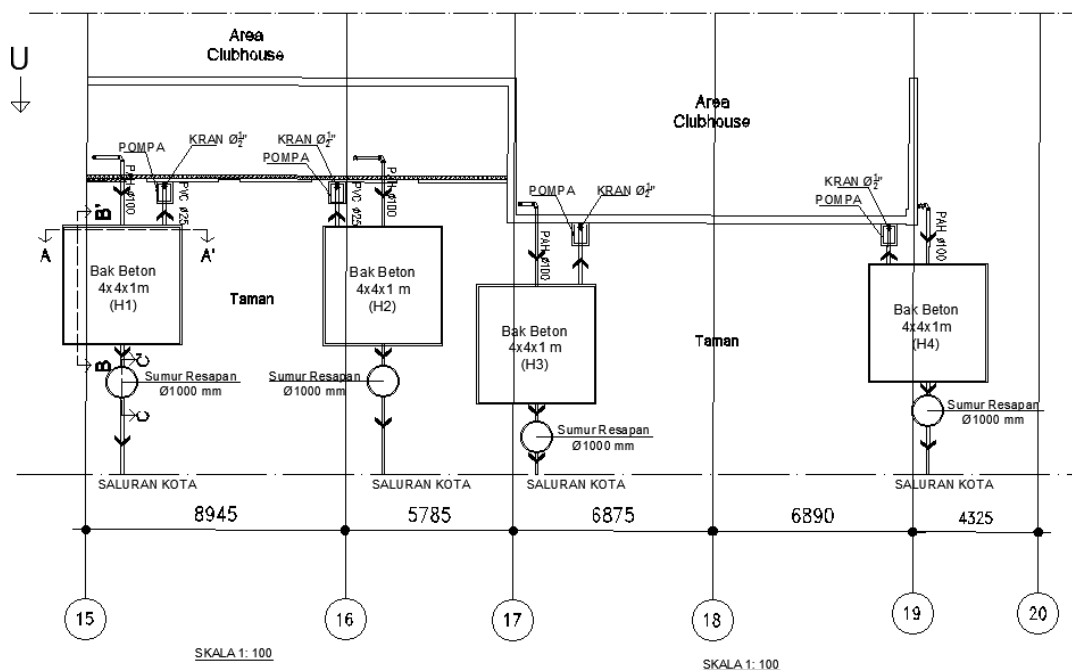 Area
Clubhouse
U
Area
Clubhouse
POMPA
KRAN Ø½"
KRAN Ø½"
POMPA
PAH ø100
PVC ø25
PVC ø25
PAH ø100
POMPA
KRAN Ø½"
KRAN Ø½"
POMPA
PAH ø100
PAH ø100
B'
A
A'
Bak Beton
4x4x1m
(H1)
Taman
Bak Beton
4x4x1 m
(H2)
Bak Beton
4x4x1 m
(H3)
Taman
Bak Beton
4x4x1m
(H4)
B
C'
C
Sumur Resapan
Ø1000 mm
Sumur Resapan
Ø1000 mm
Sumur Resapan
Ø1000 mm
Sumur Resapan
Ø1000 mm
SALURAN KOTA
SALURAN KOTA
SALURAN KOTA
SALURAN KOTA
8945
5785
6875
6890
4325
15
16
17
18
19
20
SKALA 1: 100
SKALA 1: 100